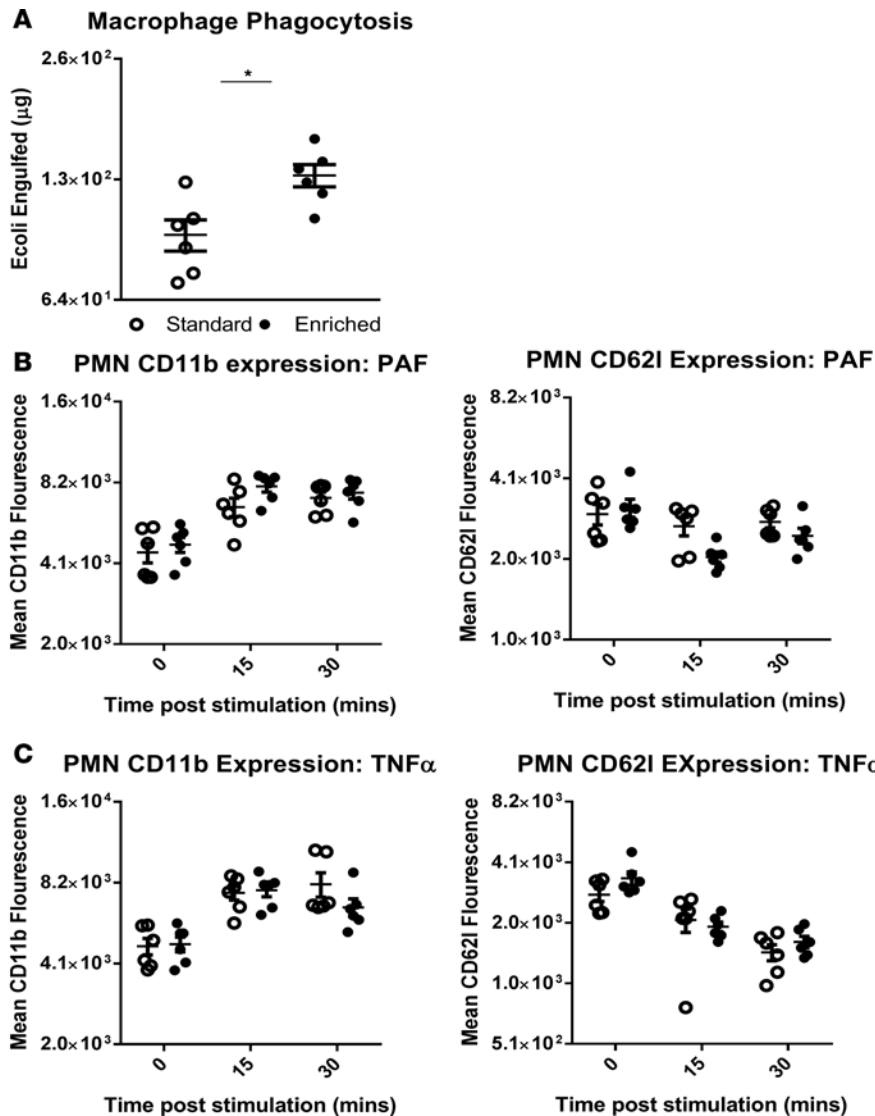 A
Macrophage Phagocytosis
Ecoli Engulfed (μg)
2.6×10²
1.3×10²
6.4×10¹
*
Standard Enriched
B
PMN CD11b expression: PAF
Mean CD11b Flourescence
1.6×10⁴
8.2×10³
4.1×10³
2.0×10³
0 15 30
Time post stimulation (mins)
PMN CD62l Expression: PAF
Mean CD62l Flourescence
8.2×10³
4.1×10³
2.0×10³
1.0×10³
0 15 30
Time post stimulation (mins)
C
PMN CD11b Expression: TNFα
Mean CD11b Flourescence
1.6×10⁴
8.2×10³
4.1×10³
2.0×10³
0 15 30
Time post stimulation (mins)
PMN CD62l EXpression: TNFα
Mean CD62l Flourescence
8.2×10³
4.1×10³
2.0×10³
1.0×10³
5.1×10²
0 15 30
Time post stimulation (mins)